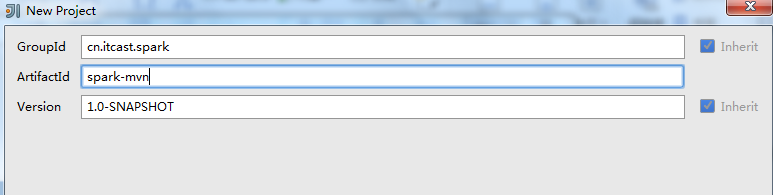 New Project
GroupId cn.itcast.spark Inherit
ArtifactId spark-mvn
Version 1.0-SNAPSHOT Inherit